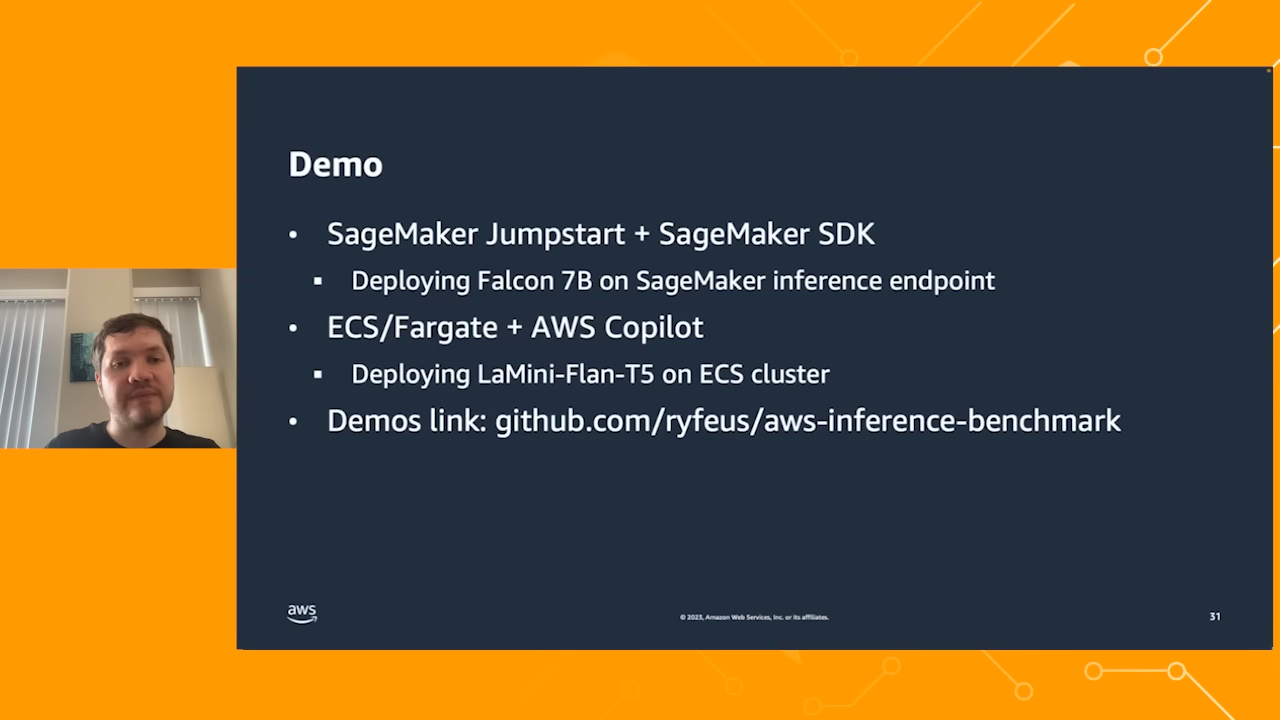 Demo
• SageMaker Jumpstart + SageMaker SDK
▪ Deploying Falcon 7B on SageMaker inference endpoint
• ECS/Fargate + AWS Copilot
▪ Deploying LaMini-Flan-T5 on ECS cluster
• Demos link: github.com/ryfeus/aws-inference-benchmark
aws
© 2023, Amazon Web Services, Inc. or its affiliates.
31